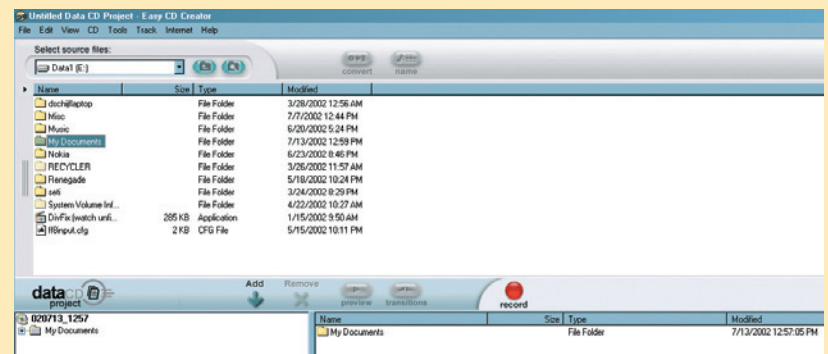 Untitled Data CD Project - Easy CD Creator
File Edit View CD Tools Track Internet Help
Select source files:
Data1 (E:)
convert name
Name Size Type Modified
dschijflaptop File Folder 3/28/2002 12:56 AM
Misc File Folder 7/7/2002 12:44 PM
Music File Folder 6/20/2002 5:24 PM
My Documents File Folder 7/13/2002 12:59 PM
Nokia File Folder 6/23/2002 8:46 PM
RECYCLER File Folder 3/26/2002 11:57 AM
Renegade File Folder 5/18/2002 10:24 PM
seti File Folder 3/24/2002 8:29 PM
System Volume Inf... File Folder 4/22/2002 10:27 AM
DivFix (watch unfi... 285 KB Application 1/15/2002 9:50 AM
ff8input.cfg 2 KB CFG File 5/15/2002 10:11 PM
datacd project Add Remove preview transitions record
020713_1257
My Documents
Name Size Type Modified
My Documents File Folder 7/13/2002 12:57:05 PM